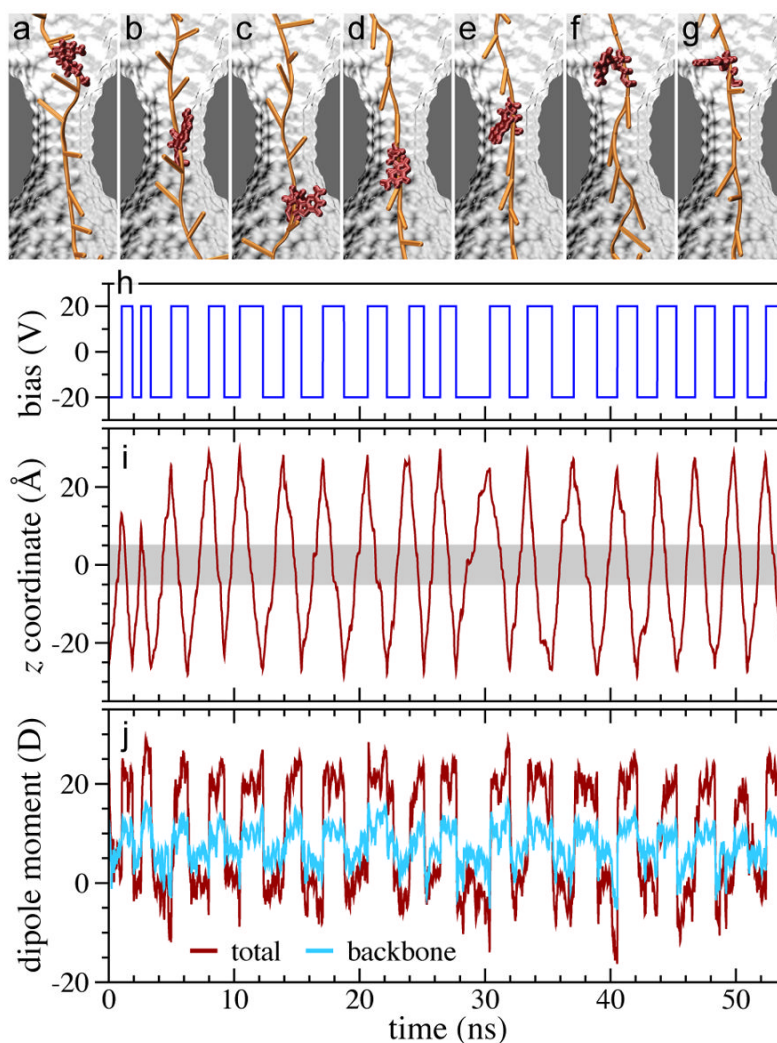 a b c d e f g
h
20
0
-20
bias (V)
i
20
0
-20
z coordinate (Å)
j
20
0
-20
dipole moment (D)
total backbone
0 10 20 30 40 50
time (ns)